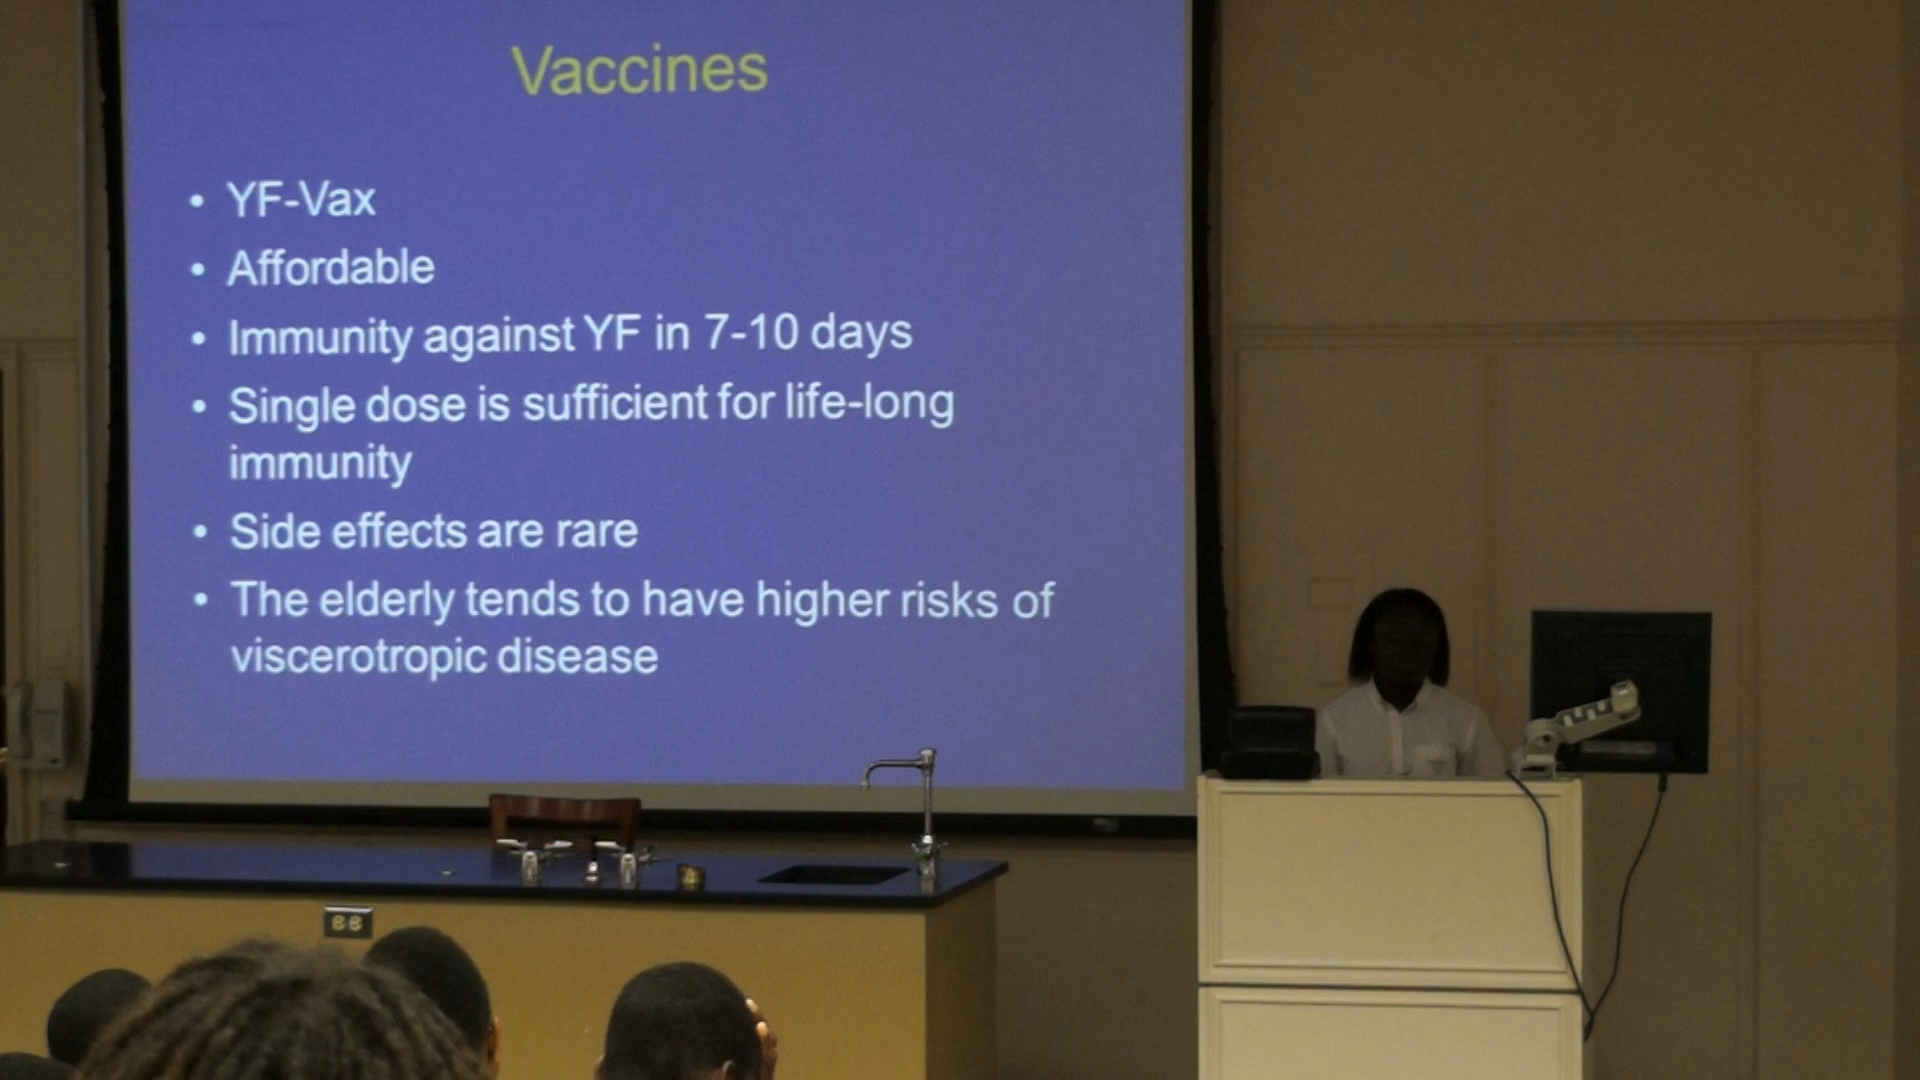 Vaccines
• YF-Vax
• Affordable
• Immunity against YF in 7-10 days
• Single dose is sufficient for life-long
immunity
• Side effects are rare
• The elderly tends to have higher risks of
viscerotropic disease